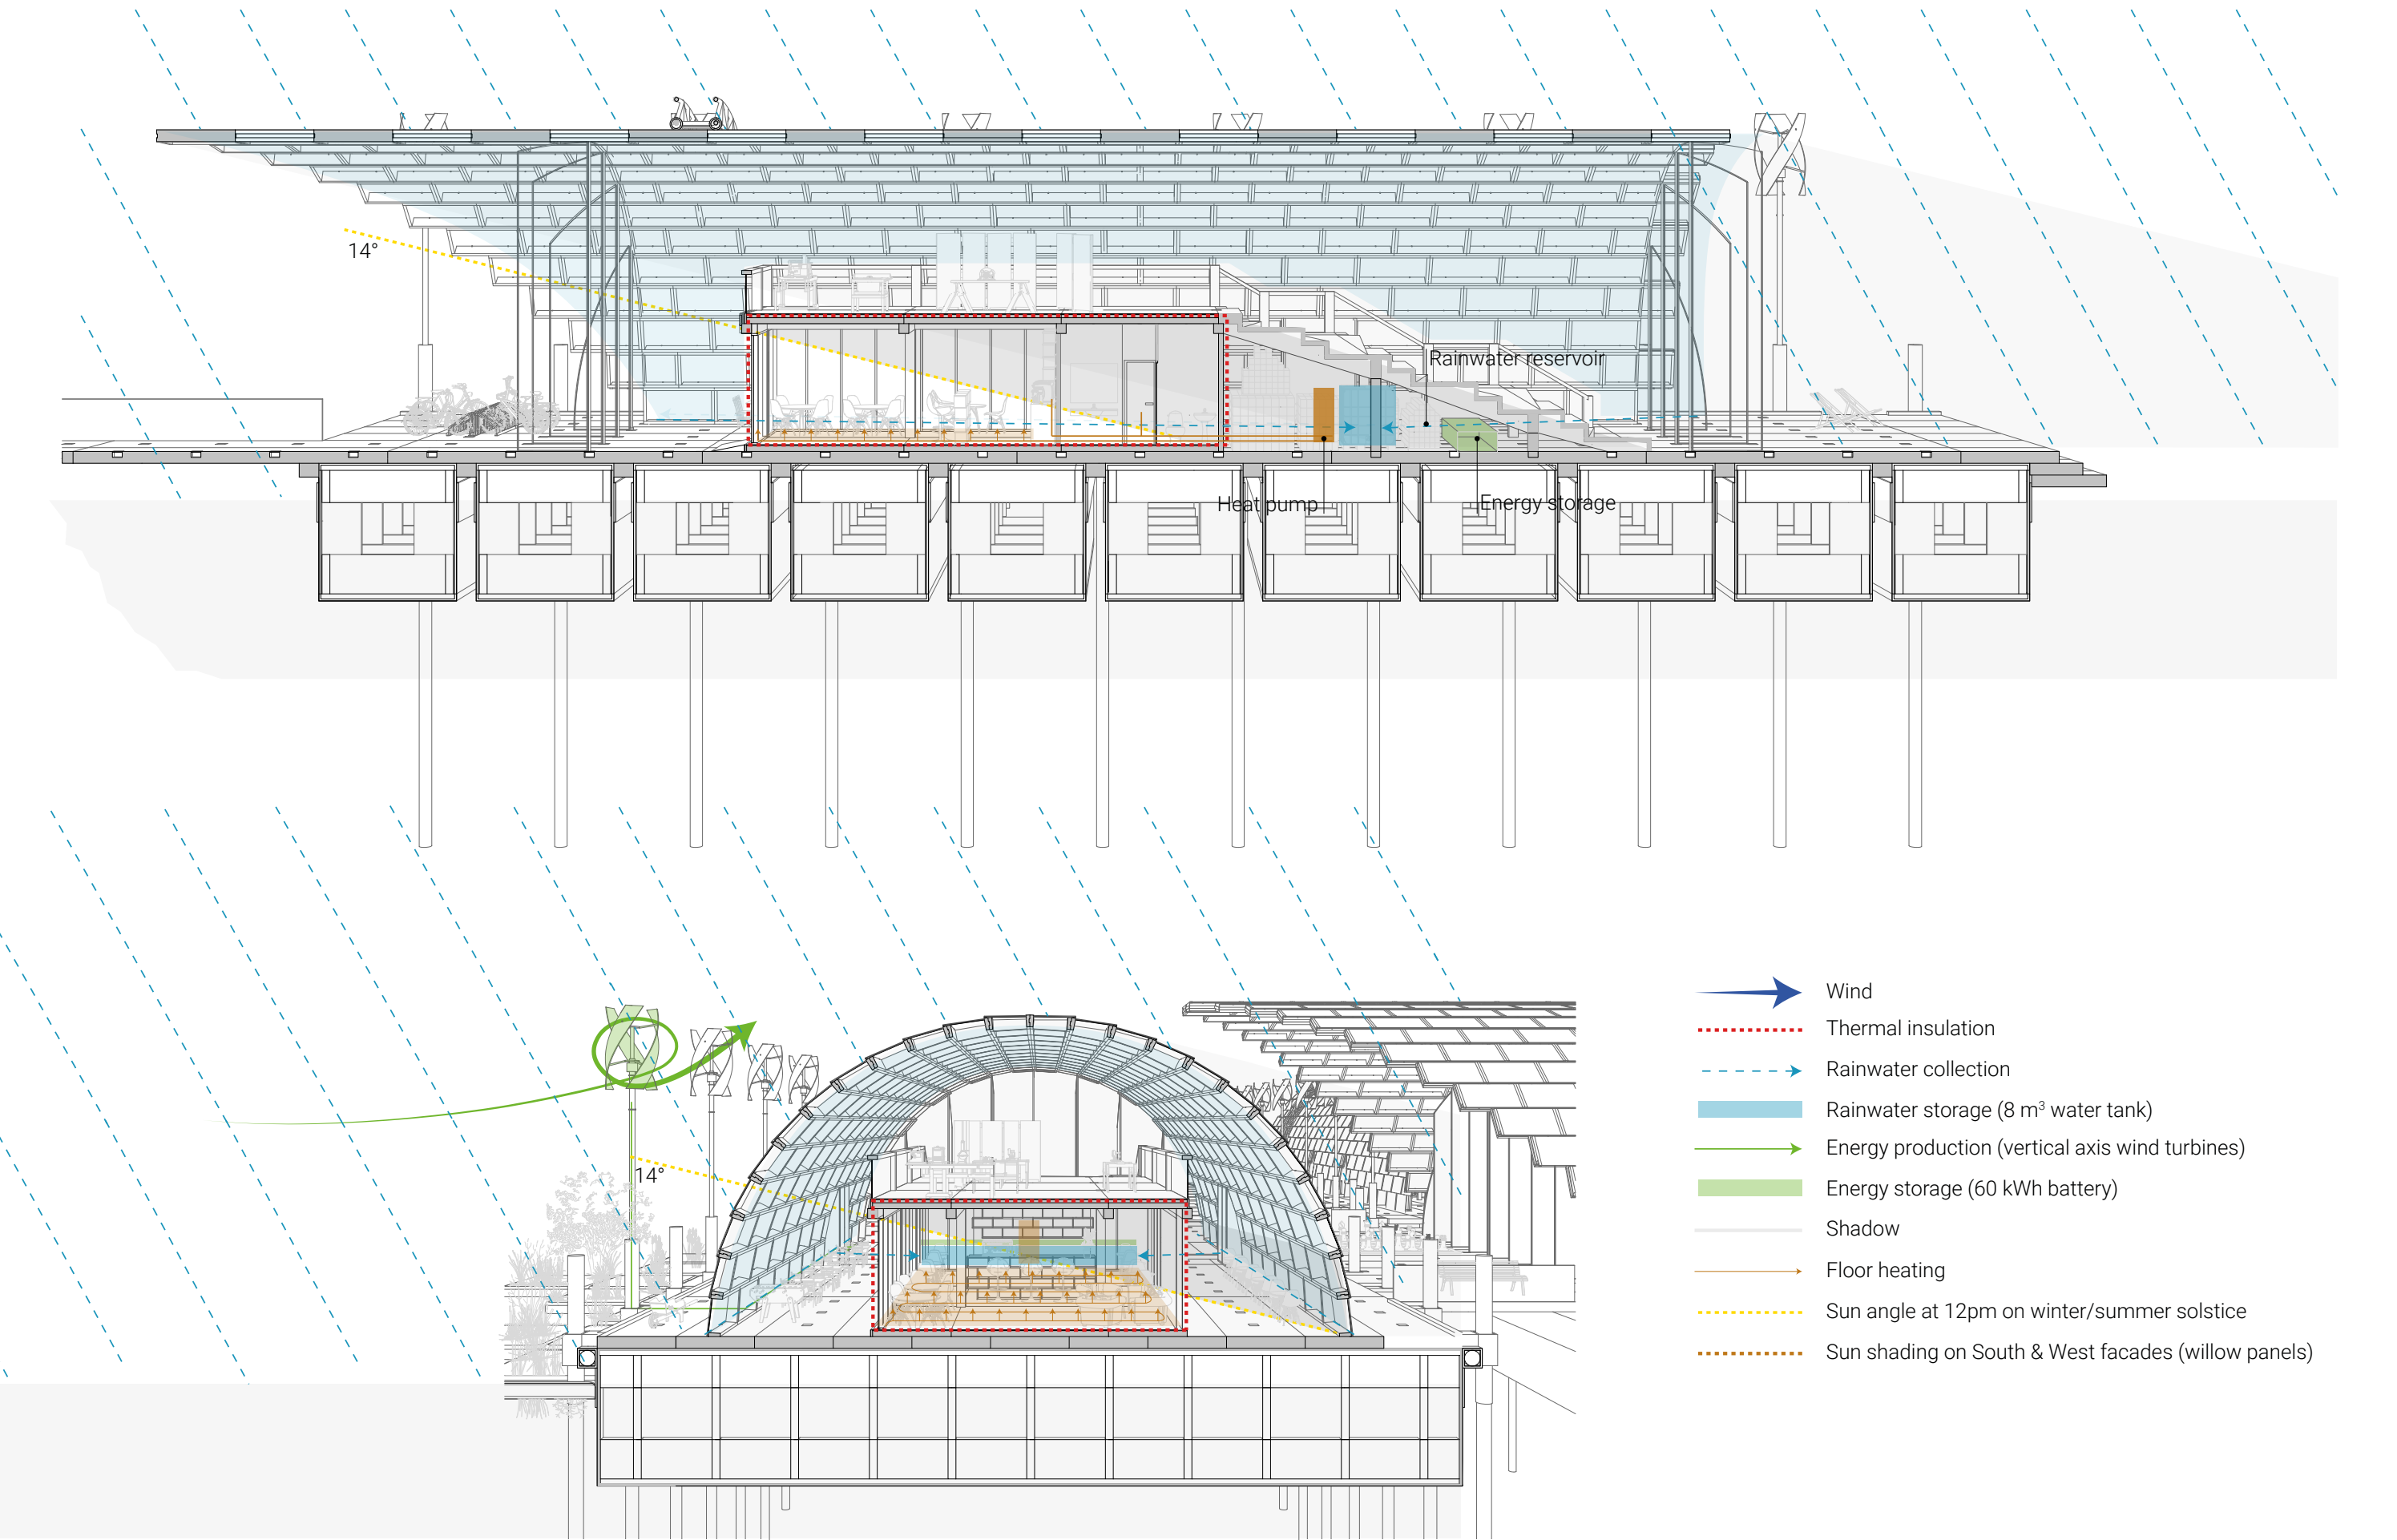 14°
Rainwater reservoir
Heat pump
Energy storage
14°
Wind
Thermal insulation
Rainwater collection
Rainwater storage (8 m³ water tank)
Energy production (vertical axis wind turbines)
Energy storage (60 kWh battery)
Shadow
Floor heating
Sun angle at 12pm on winter/summer solstice
Sun shading on South & West facades (willow panels)